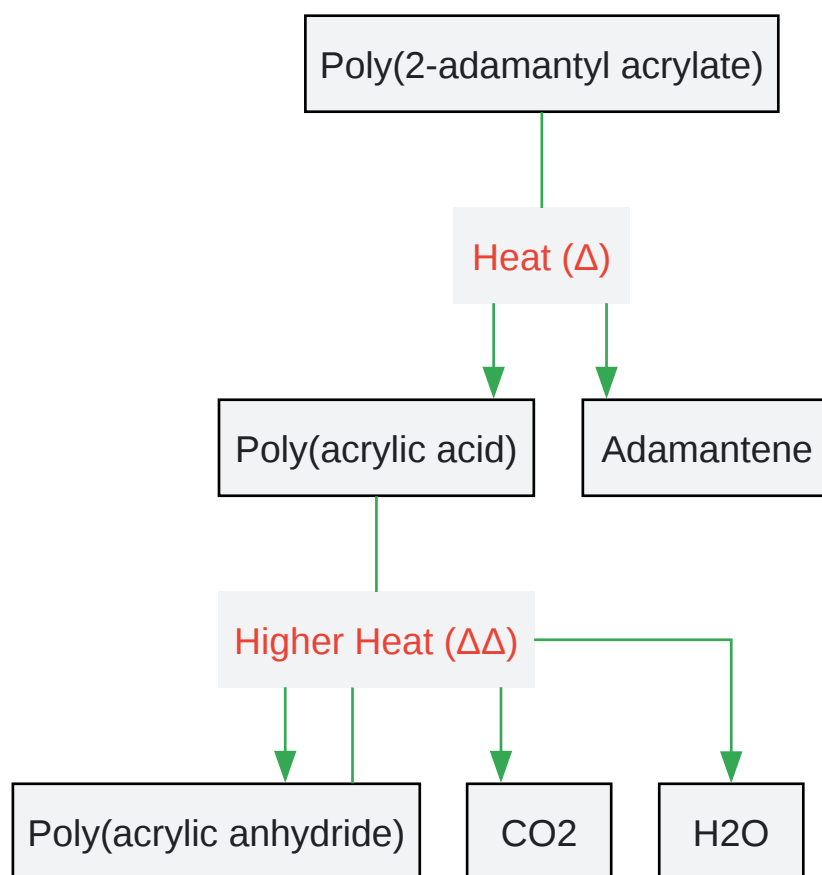 Poly(2-adamantyl acrylate)
Heat (Δ)
Poly(acrylic acid)
Adamantene
Higher Heat (ΔΔ)
Poly(acrylic anhydride)
CO2
H2O